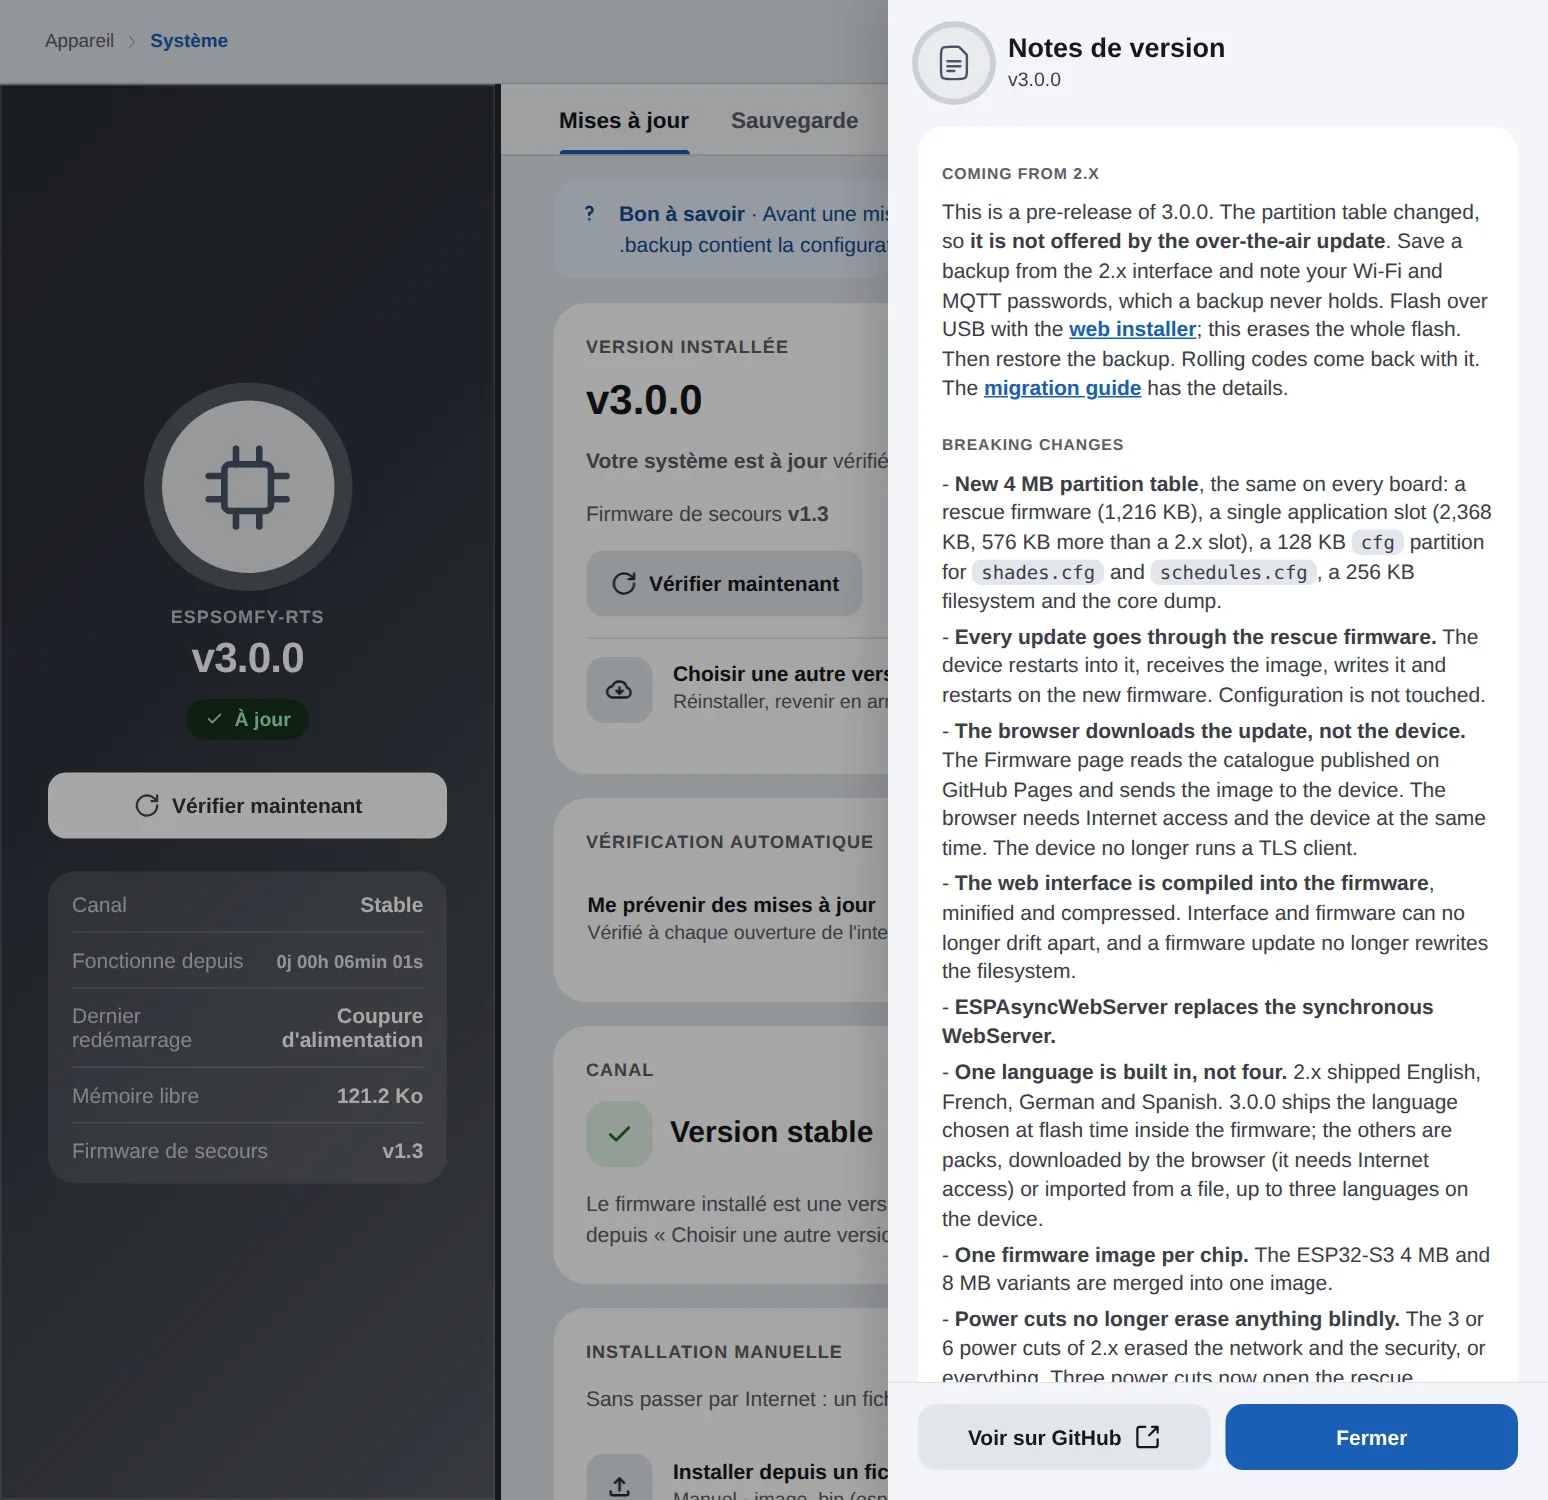 Appareil
Système
ESPSOMFY-RTS
v3.0.0
À jour
Vérifier maintenant
Canal
Stable
Fonctionne depuis
0j 00h 06min 01s
Dernier
redémarrage
Coupure
d'alimentation
Mémoire libre
121.2 Ko
Firmware de secours
v1.3
Mises à jour
Sauvegarde
? Bon à savoir · Avant une mis
.backup contient la configurat
VERSION INSTALLÉE
v3.0.0
Votre système est à jour vérifié
Firmware de secours v1.3
Vérifier maintenant
Choisir une autre vers
Réinstaller, revenir en arr
VÉRIFICATION AUTOMATIQUE
Me prévenir des mises à jour
Vérifié à chaque ouverture de l'inte
CANAL
Version stable
Le firmware installé est une vers
depuis « Choisir une autre versio
INSTALLATION MANUELLE
Sans passer par Internet : un fich
Installer depuis un fic
Manuel · image .bin (esp
Notes de version
v3.0.0
COMING FROM 2.X
This is a pre-release of 3.0.0. The partition table changed,
so it is not offered by the over-the-air update. Save a
backup from the 2.x interface and note your Wi-Fi and
MQTT passwords, which a backup never holds. Flash over
USB with the web installer; this erases the whole flash.
Then restore the backup. Rolling codes come back with it.
The migration guide has the details.
BREAKING CHANGES
- New 4 MB partition table, the same on every board: a
rescue firmware (1,216 KB), a single application slot (2,368
KB, 576 KB more than a 2.x slot), a 128 KB cfg partition
for shades.cfg and schedules.cfg, a 256 KB
filesystem and the core dump.
- Every update goes through the rescue firmware. The
device restarts into it, receives the image, writes it and
restarts on the new firmware. Configuration is not touched.
- The browser downloads the update, not the device.
The Firmware page reads the catalogue published on
GitHub Pages and sends the image to the device. The
browser needs Internet access and the device at the same
time. The device no longer runs a TLS client.
- The web interface is compiled into the firmware,
minified and compressed. Interface and firmware can no
longer drift apart, and a firmware update no longer rewrites
the filesystem.
- ESPAsyncWebServer replaces the synchronous
WebServer.
- One language is built in, not four. 2.x shipped English,
French, German and Spanish. 3.0.0 ships the language
chosen at flash time inside the firmware; the others are
packs, downloaded by the browser (it needs Internet
access) or imported from a file, up to three languages on
the device.
- One firmware image per chip. The ESP32-S3 4 MB and
8 MB variants are merged into one image.
- Power cuts no longer erase anything blindly. The 3 or
6 power cuts of 2.x erased the network and the security, or
everything. Three power cuts now open the rescue
Voir sur GitHub
Fermer